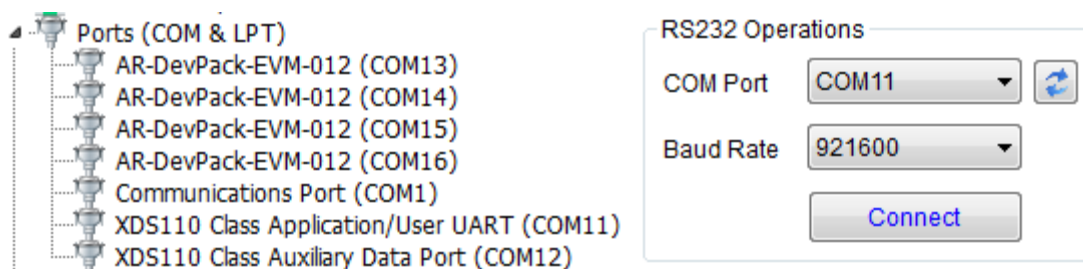 Ports (COM & LPT)
AR-DevPack-EVM-012 (COM13)
AR-DevPack-EVM-012 (COM14)
AR-DevPack-EVM-012 (COM15)
AR-DevPack-EVM-012 (COM16)
Communications Port (COM1)
XDS110 Class Application/User UART (COM11)
XDS110 Class Auxiliary Data Port (COM12)
RS232 Operations
COM Port COM11
Baud Rate 921600
Connect